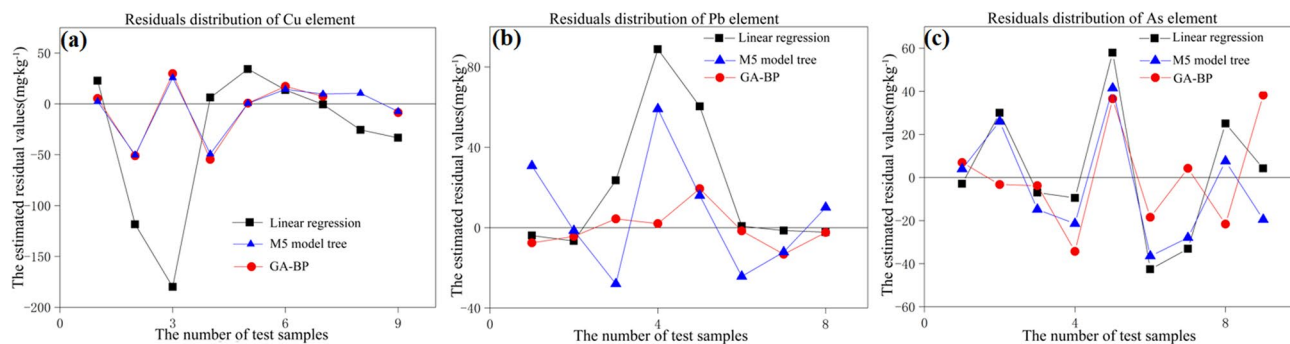 Residuals distribution of Cu element
(a)
The estimated residual values(mg·kg⁻¹)
50
0
−50
−100
−150
−200
Linear regression
M5 model tree
GA-BP
0
3
6
9
The number of test samples
Residuals distribution of Pb element
(b)
The estimated residual values(mg·kg⁻¹)
80
40
0
−40
Linear regression
M5 model tree
GA-BP
0
4
8
The number of test samples
Residuals distribution of As element
(c)
The estimated residual values(mg·kg⁻¹)
60
40
20
0
−20
−40
−60
Linear regression
M5 model tree
GA-BP
0
4
8
The number of test samples